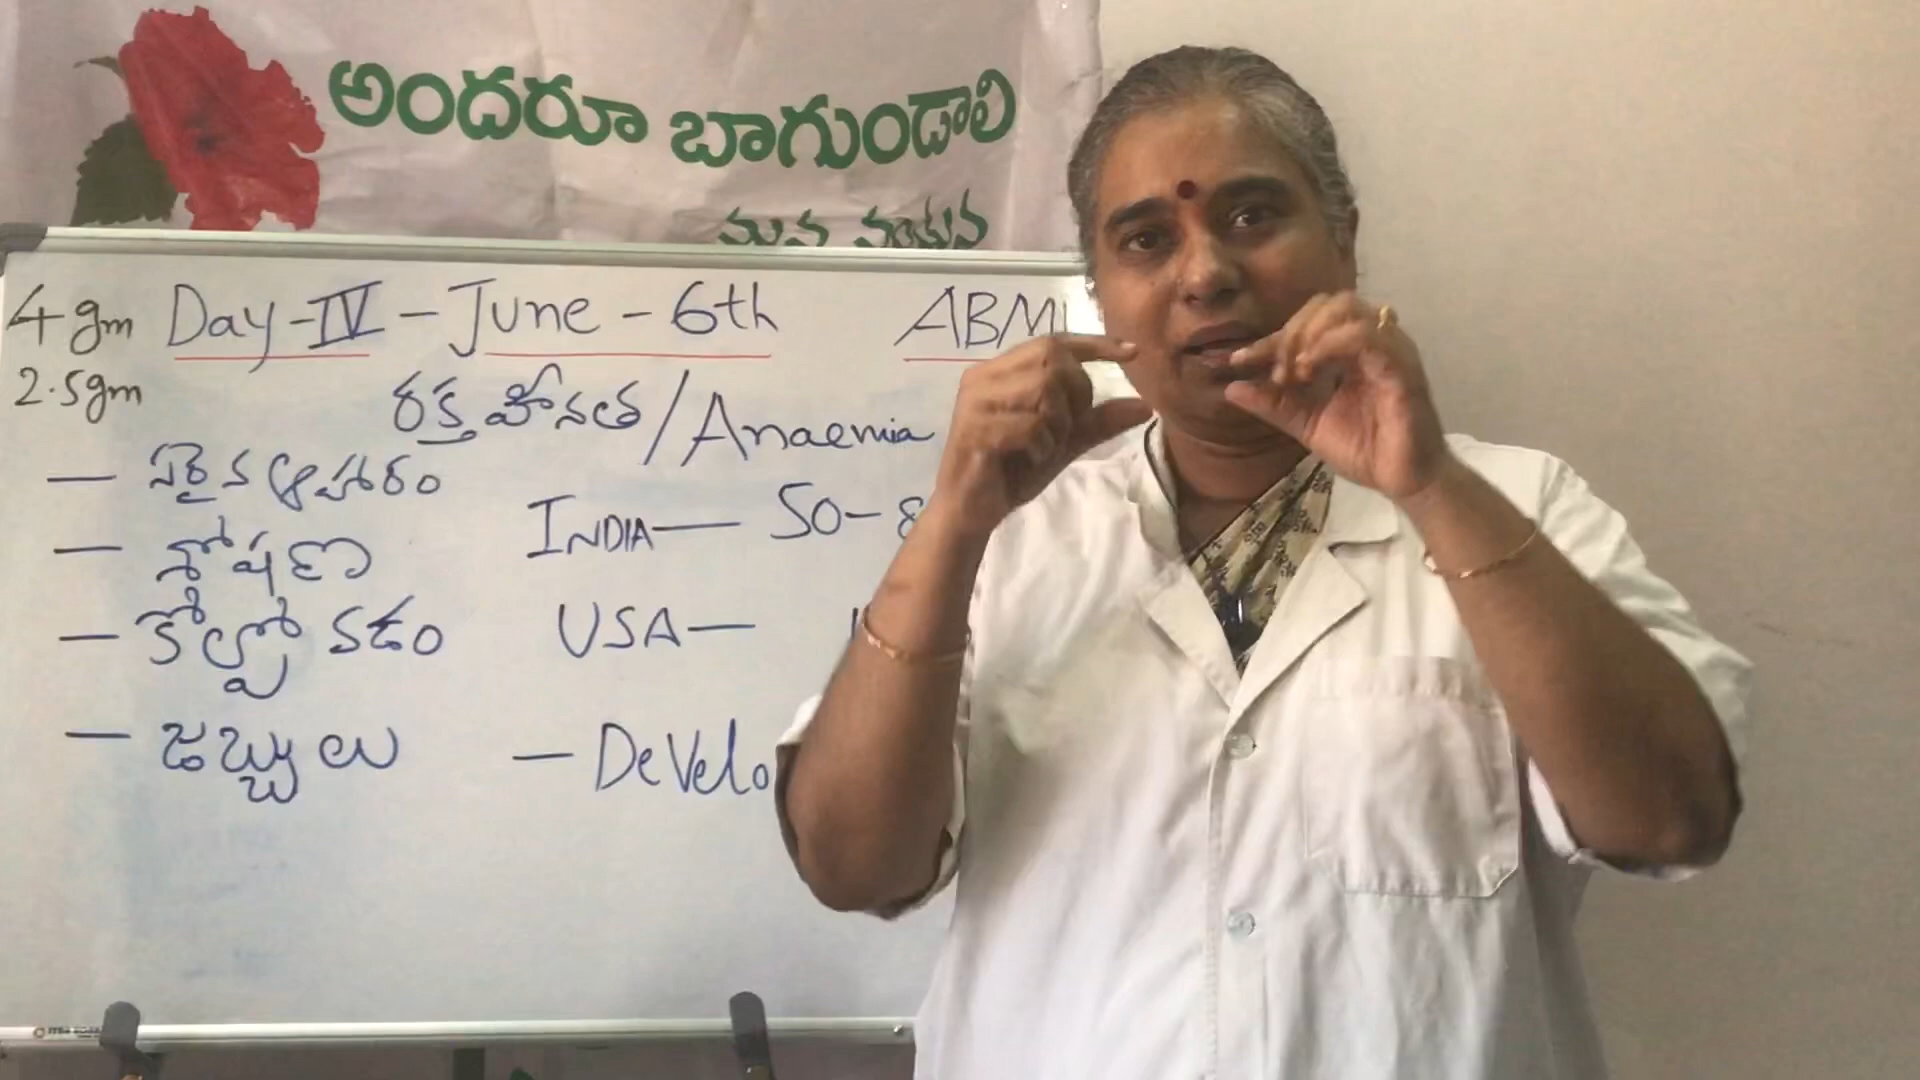 అందరూ బాగుండాలి
మన
4 gm Day-IV - June - 6th ABM
2.5gm
రక్తహీనత / Anaemia
— సరైన ఆహారం
INDIA — 50-8
— శోషణ
USA —
— కోల్పోవడం
— జబ్బులు
— Develo